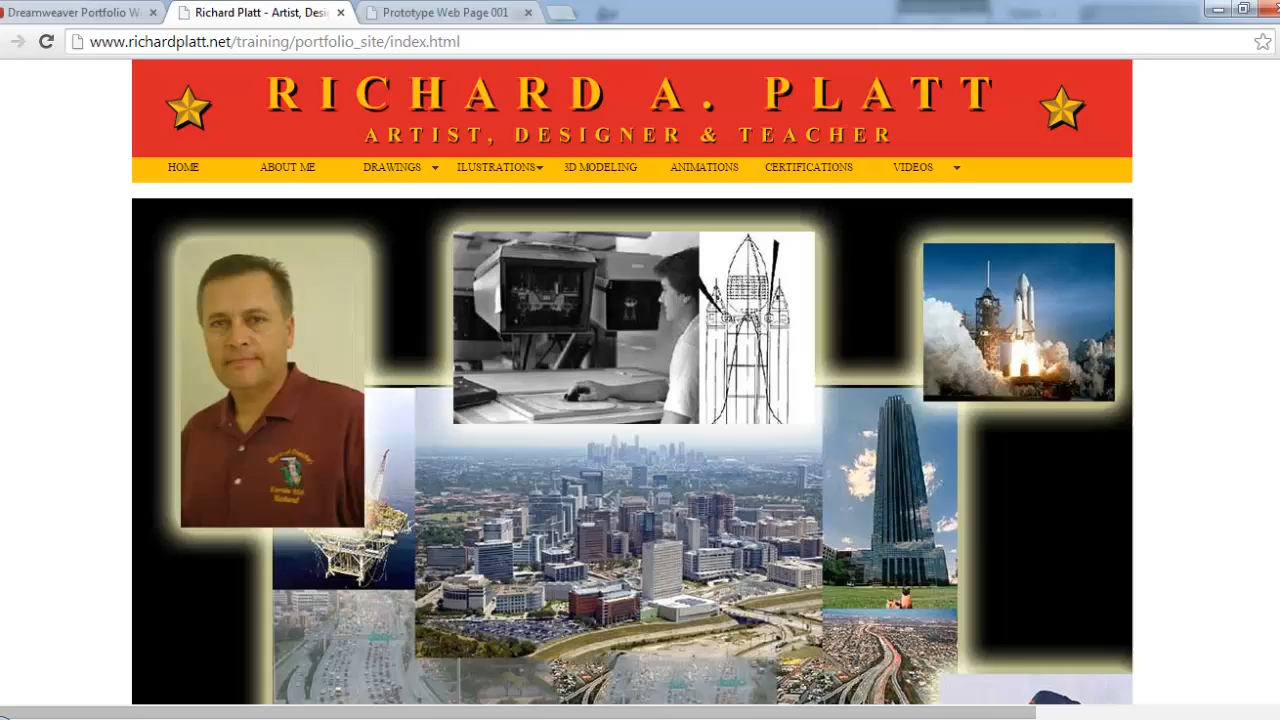 Dreamweaver Portfolio W
Richard Platt - Artist, Desi
Prototype Web Page 001
www.richardplatt.net/training/portfolio_site/index.html
RICHARD A. PLATT
ARTIST, DESIGNER & TEACHER
HOME ABOUT ME DRAWINGS ILUSTRATIONS 3D MODELING ANIMATIONS CERTIFICATIONS VIDEOS